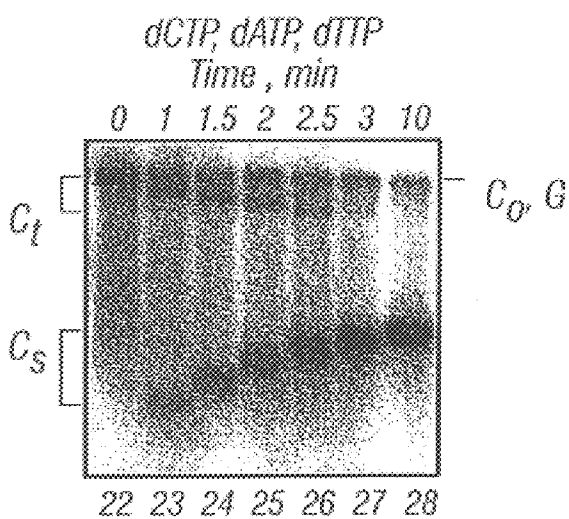 dCTP, dATP, dTTP
Time , min
0 1 1.5 2 2.5 3 10
Ct
Co, G
Cs
22 23 24 25 26 27 28